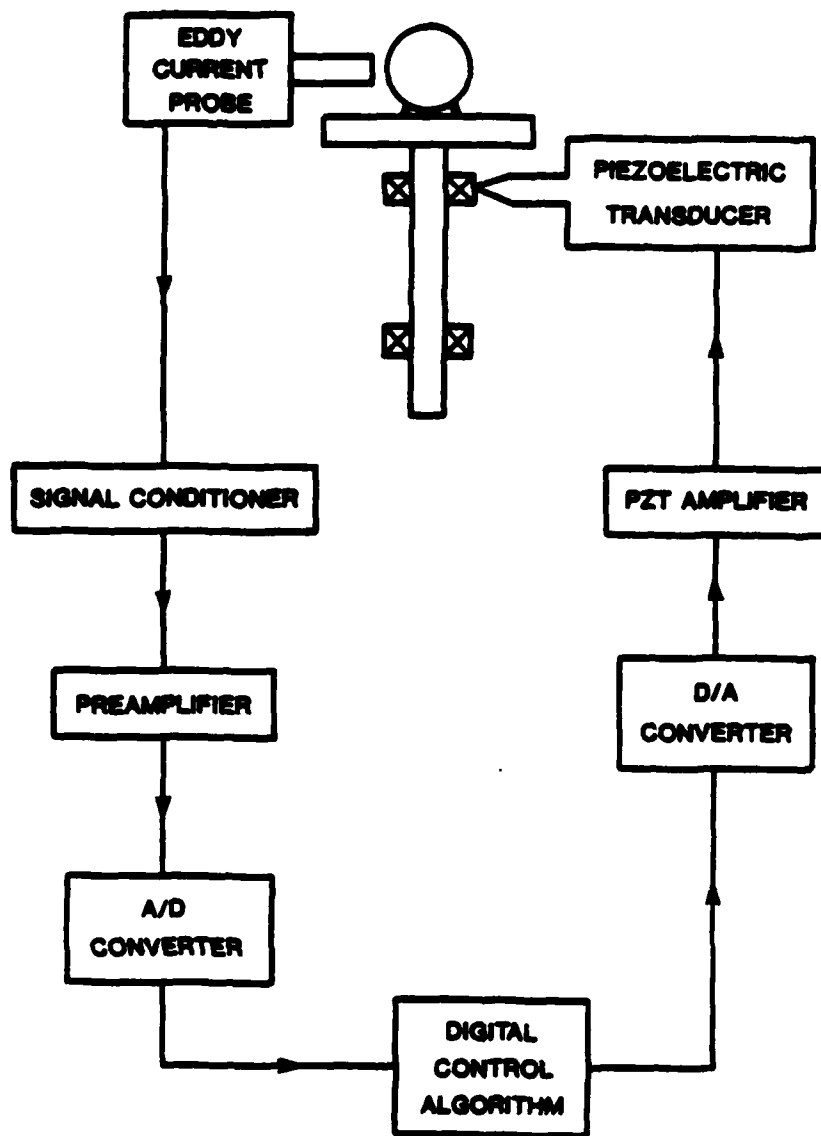 EDDY
CURRENT
PROBE
PIEZOELECTRIC
TRANSDUCER
SIGNAL CONDITIONER
PZT AMPLIFIER
PREAMPLIFIER
D/A
CONVERTER
A/D
CONVERTER
DIGITAL
CONTROL
ALGORITHM